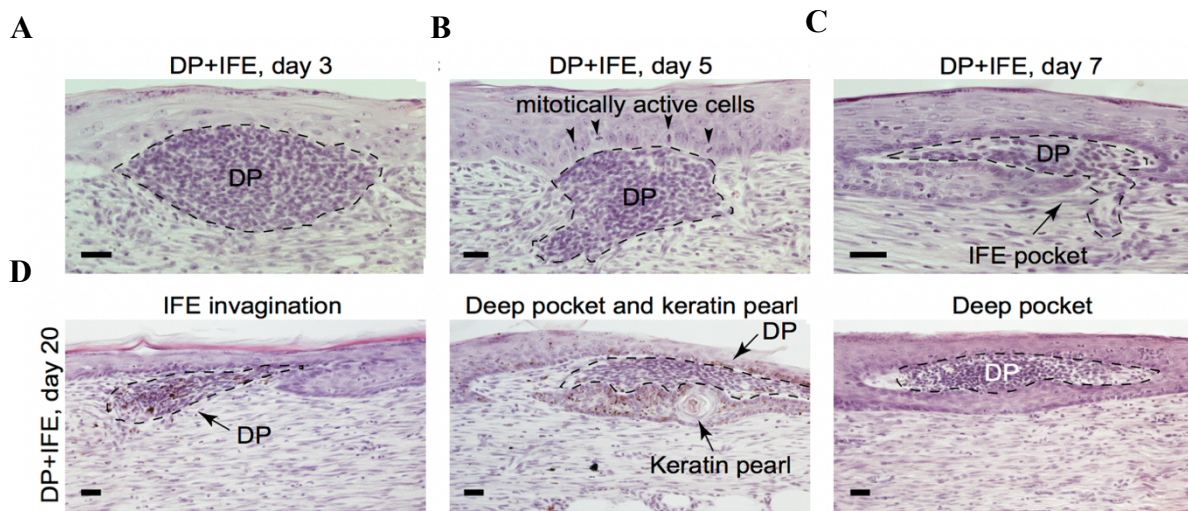 A
B
C
DP+IFE, day 3
DP+IFE, day 5
DP+IFE, day 7
mitotically active cells
DP
DP
DP
IFE pocket
D
DP+IFE, day 20
IFE invagination
Deep pocket and keratin pearl
Deep pocket
DP
DP
DP
Keratin pearl